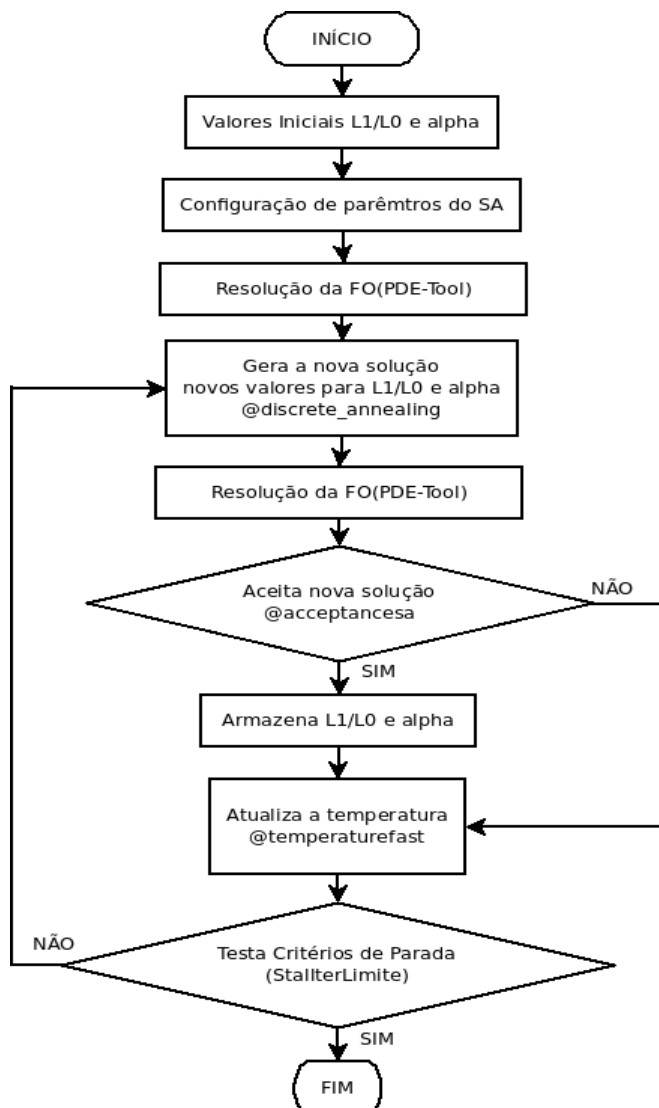 INÍCIO
Valores Iniciais L1/L0 e alpha
Configuração de parêmtros do SA
Resolução da FO(PDE-Tool)
Gera a nova solução
novos valores para L1/L0 e alpha
@discrete_annealing
Resolução da FO(PDE-Tool)
Aceita nova solução
@acceptancesa
NÃO
SIM
Armazena L1/L0 e alpha
Atualiza a temperatura
@temperaturefast
NÃO
Testa Critérios de Parada
(StallIterLimite)
SIM
FIM